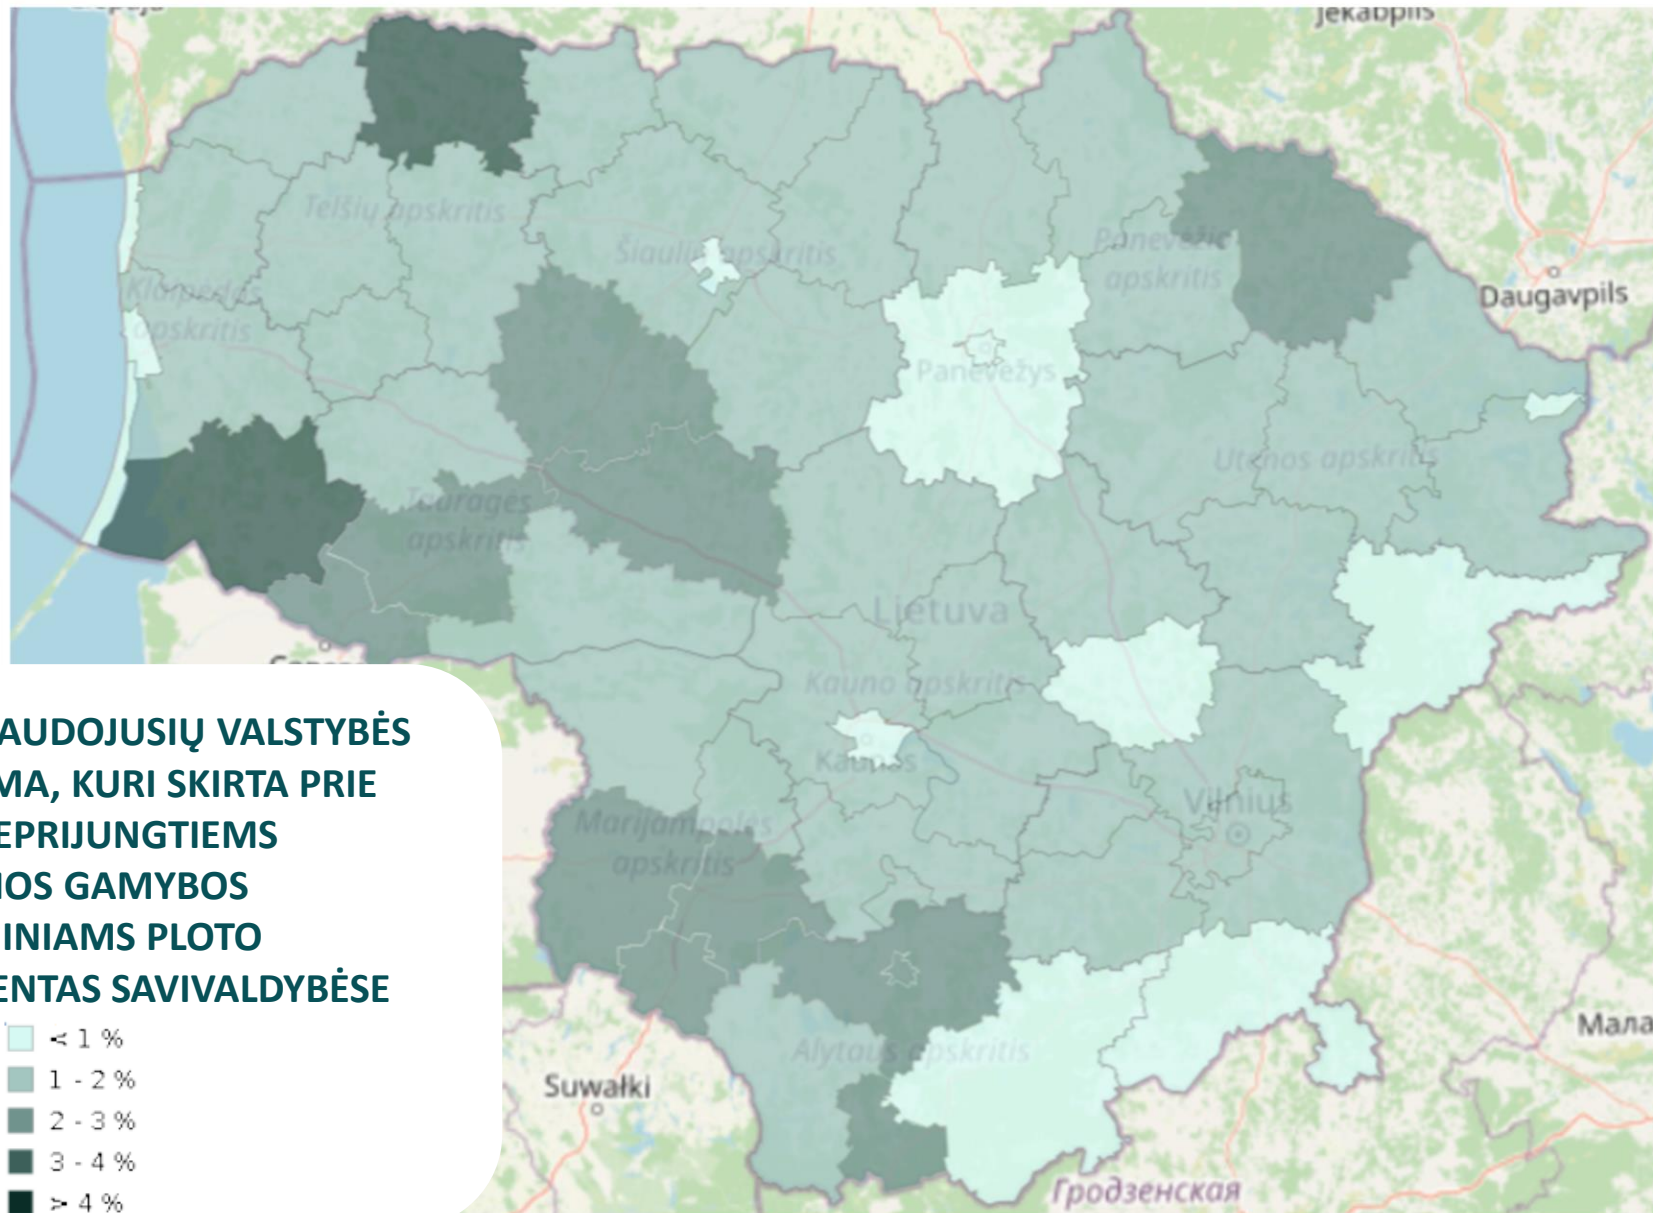 Jēkabpils
Telšių apskritis
Šiaulių apskritis
Panevėžio
apskritis
Klaipėdos
apskritis
Daugavpils
Panevėžys
Utenos apskritis
Tauragės
apskritis
Lietuva
Kauno apskritis
Kaunas
Vilnius
Marijampolės
apskritis
Alytaus apskritis
Suwałki
Мала
Гродзенская
AUDOJUSIŲ VALSTYBĖS
MA, KURI SKIRTA PRIE
EPRIJUNGTIEMS
IOS GAMYBOS
INIAMS PLOTO
ENTAS SAVIVALDYBĖSE
< 1 %
1 - 2 %
2 - 3 %
3 - 4 %
> 4 %